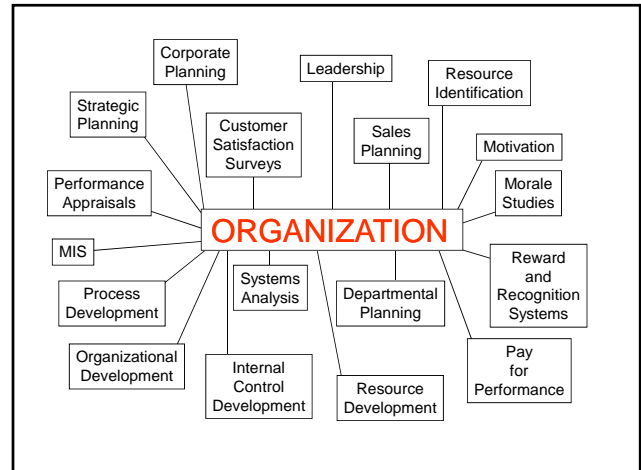 Corporate
Planning
Leadership
Resource
Identification
Strategic
Planning
Customer
Satisfaction
Surveys
Sales
Planning
Motivation
Performance
Appraisals
Morale
Studies
ORGANIZATION
MIS
Systems
Analysis
Departmental
Planning
Reward
and
Recognition
Systems
Process
Development
Organizational
Development
Internal
Control
Development
Resource
Development
Pay
for
Performance